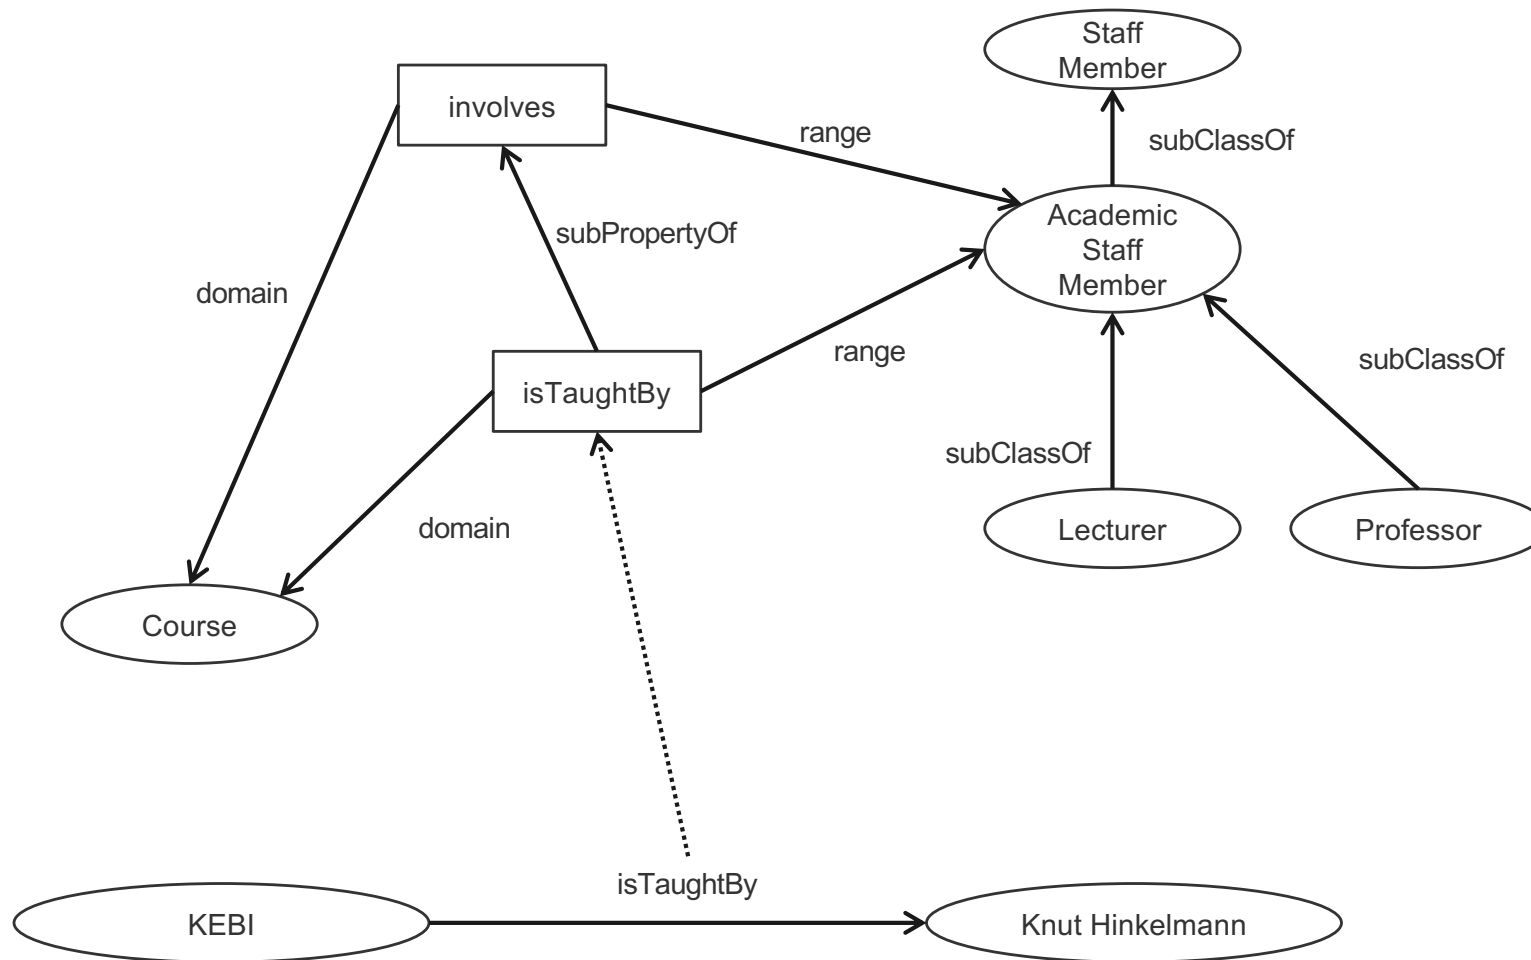 Staff
Member
involves
range
subClassOf
Academic
Staff
Member
subPropertyOf
domain
range
subClassOf
isTaughtBy
subClassOf
domain
Lecturer
Professor
Course
isTaughtBy
KEBI
Knut Hinkelmann